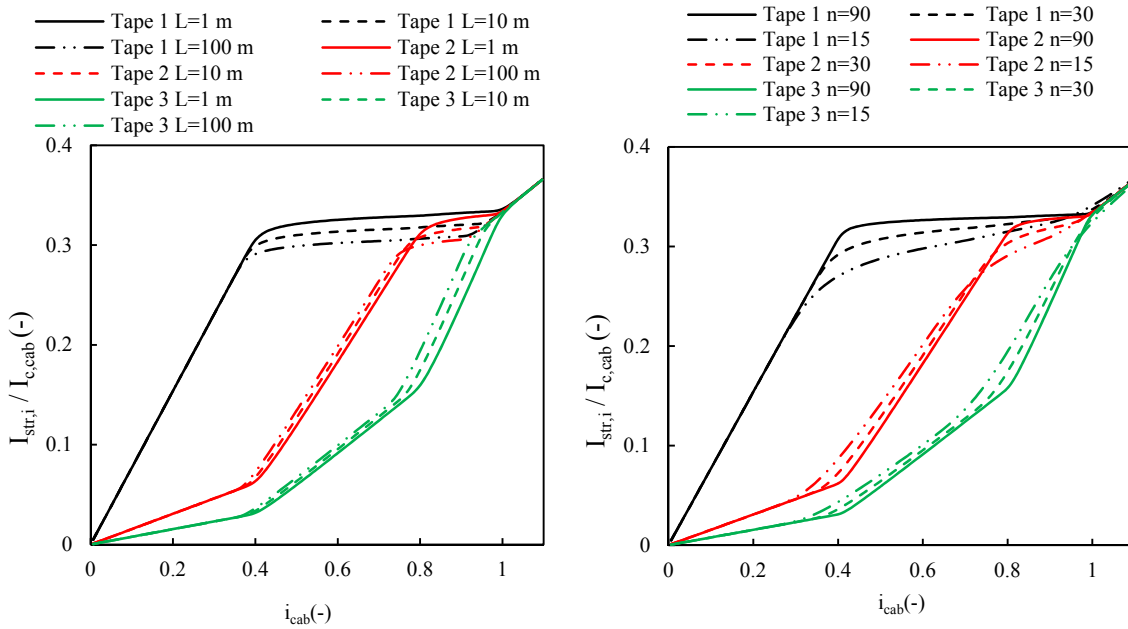 Tape 1 L=1 m
Tape 1 L=10 m
Tape 1 L=100 m
Tape 2 L=1 m
Tape 2 L=10 m
Tape 2 L=100 m
Tape 3 L=1 m
Tape 3 L=10 m
Tape 3 L=100 m
0.4
0.3
0.2
0.1
0
0 0.2 0.4 0.6 0.8 1
I_str,i / I_c,cab (-)
i_cab(-)
Tape 1 n=90
Tape 1 n=30
Tape 1 n=15
Tape 2 n=90
Tape 2 n=30
Tape 2 n=15
Tape 3 n=90
Tape 3 n=30
Tape 3 n=15
0.4
0.3
0.2
0.1
0
0 0.2 0.4 0.6 0.8 1
I_str,i / I_c,cab (-)
i_cab(-)